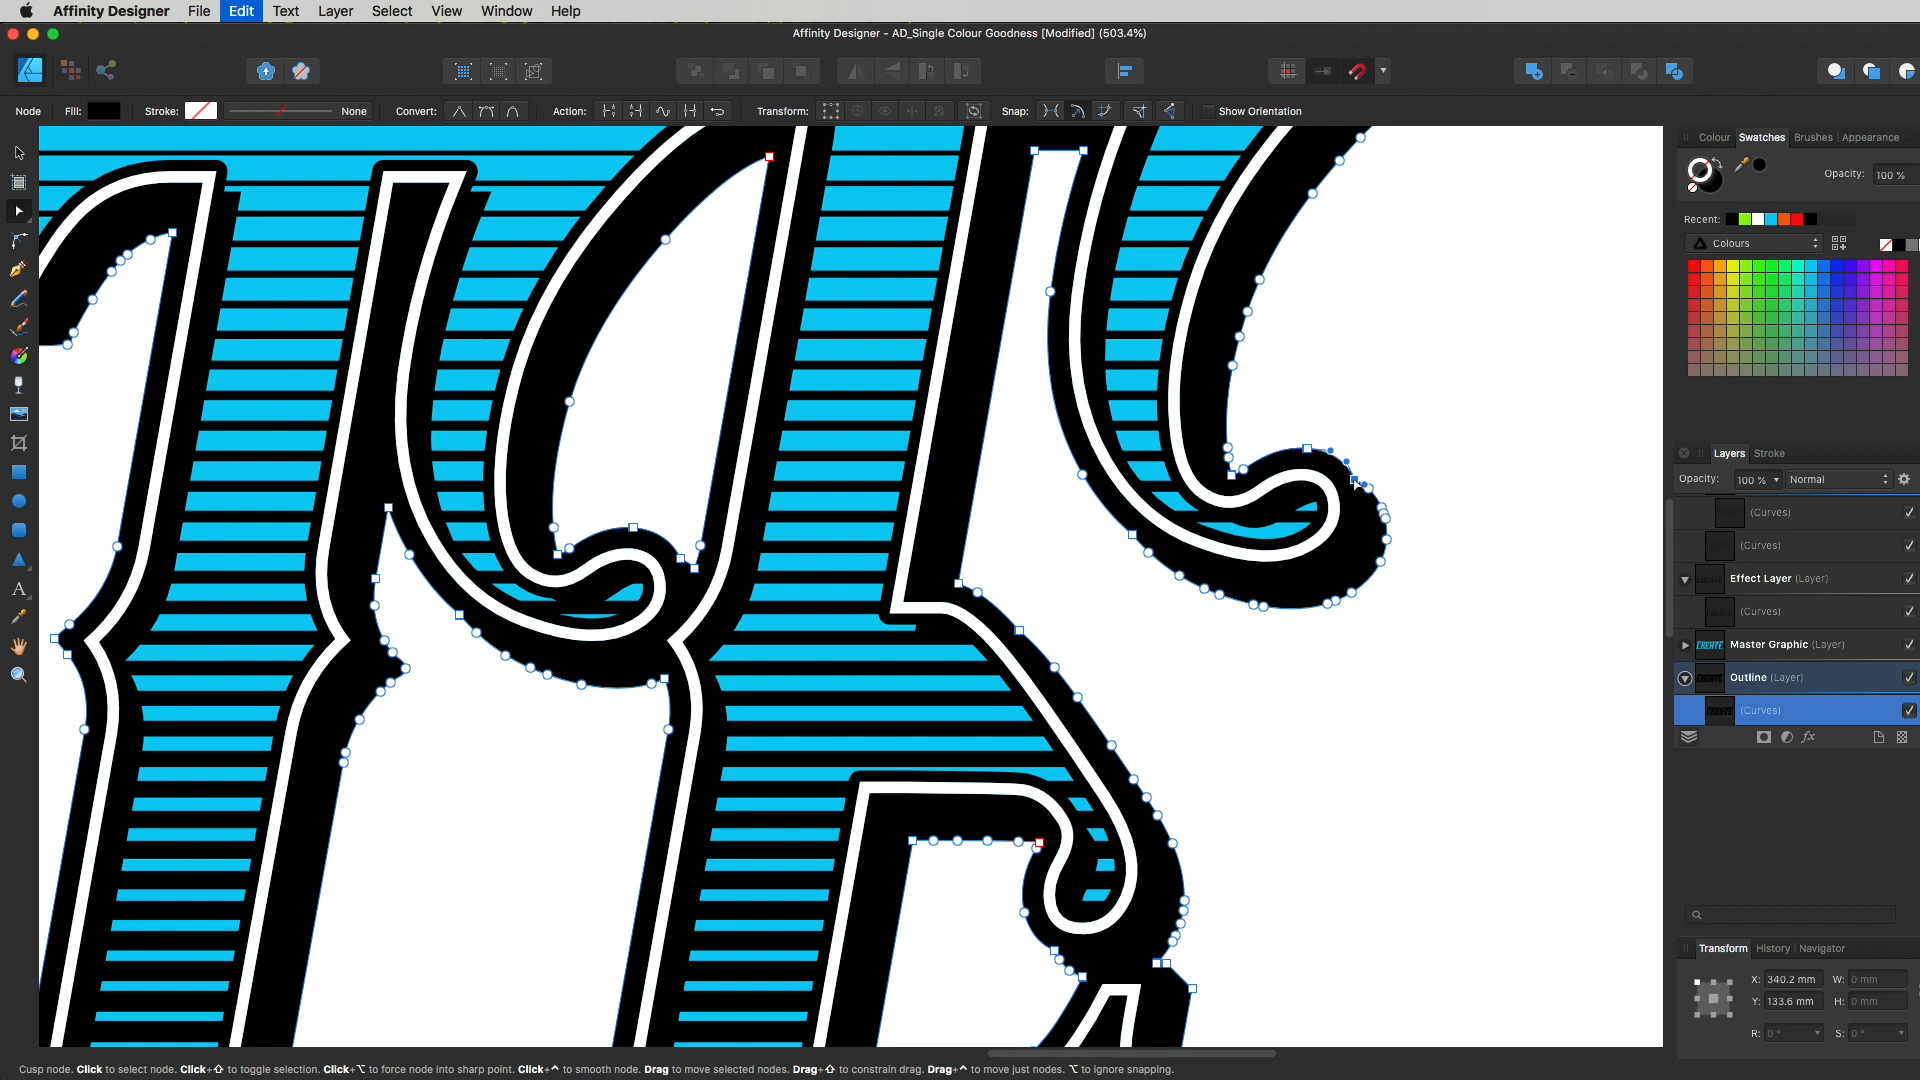 Affinity Designer File Edit Text Layer Select View Window Help
Affinity Designer - AD_Single Colour Goodness [Modified] (503.4%)
Node Fill: Stroke: None Convert: Action: Transform: Snap: Show Orientation
Colour Swatches Brushes Appearance
Opacity: 100 %
Recent:
Colours
Layers Stroke
Opacity: 100 % Normal
(Curves)
(Curves)
Effect Layer (Layer)
(Curves)
CREATE Master Graphic (Layer)
Outline (Layer)
CREATE (Curves)
fx
Transform History Navigator
X: 340.2 mm W: 0 mm
Y: 133.6 mm H: 0 mm
R: 0 ° S: 0 °
Cusp node. Click to select node. Click+⇧ to toggle selection. Click+⌥ to force node into sharp point. Click+⌃ to smooth node. Drag to move selected nodes. Drag+⇧ to constrain drag. Drag+⌃ to move just nodes. ⌥ to ignore snapping.